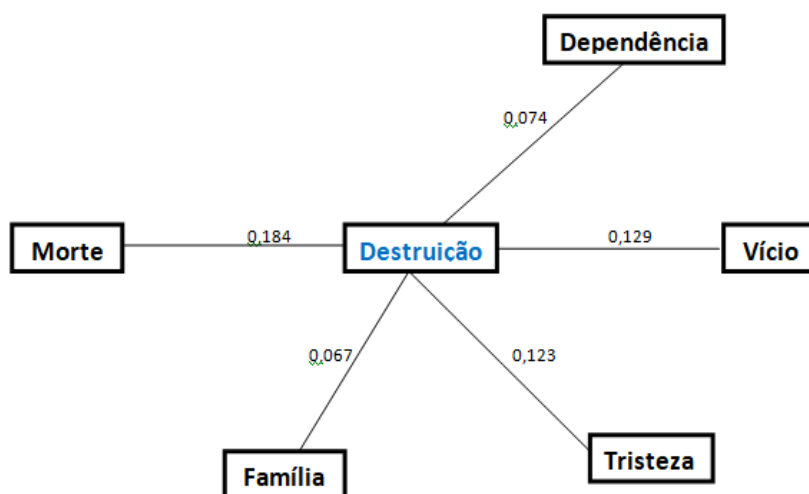 Dependência
0,074
Morte
0,184
Destruição
0,129
Vício
0,067
0,123
Família
Tristeza